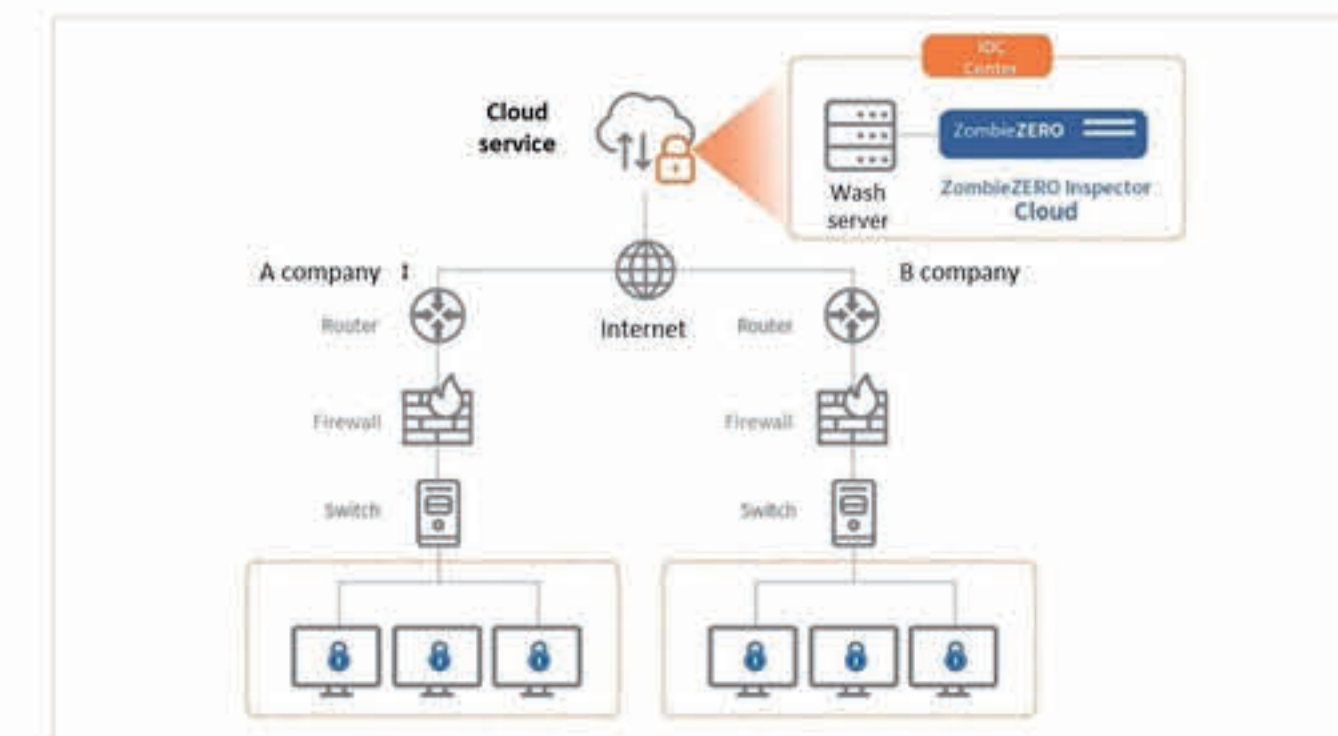 IDC
Center
Cloud
service
ZombieZERO
Wash
server
ZombieZERO Inspector
Cloud
A company
B company
Router
Internet
Router
Firewall
Firewall
Switch
Switch